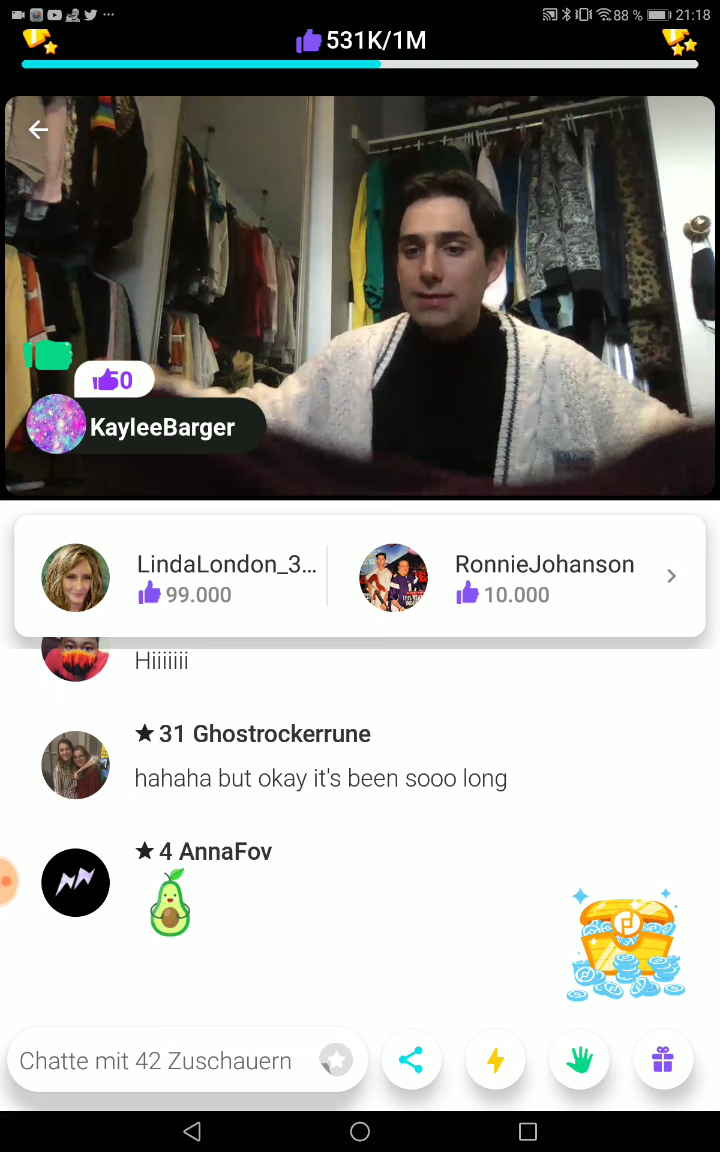 88 %
21:18
531K/1M
50
KayleeBarger
LindaLondon_3...
99.000
RonnieJohanson
10.000
Hiiiiiii
31 Ghostrockerrune
hahaha but okay it's been sooo long
4 AnnaFov
Chatte mit 42 Zuschauern